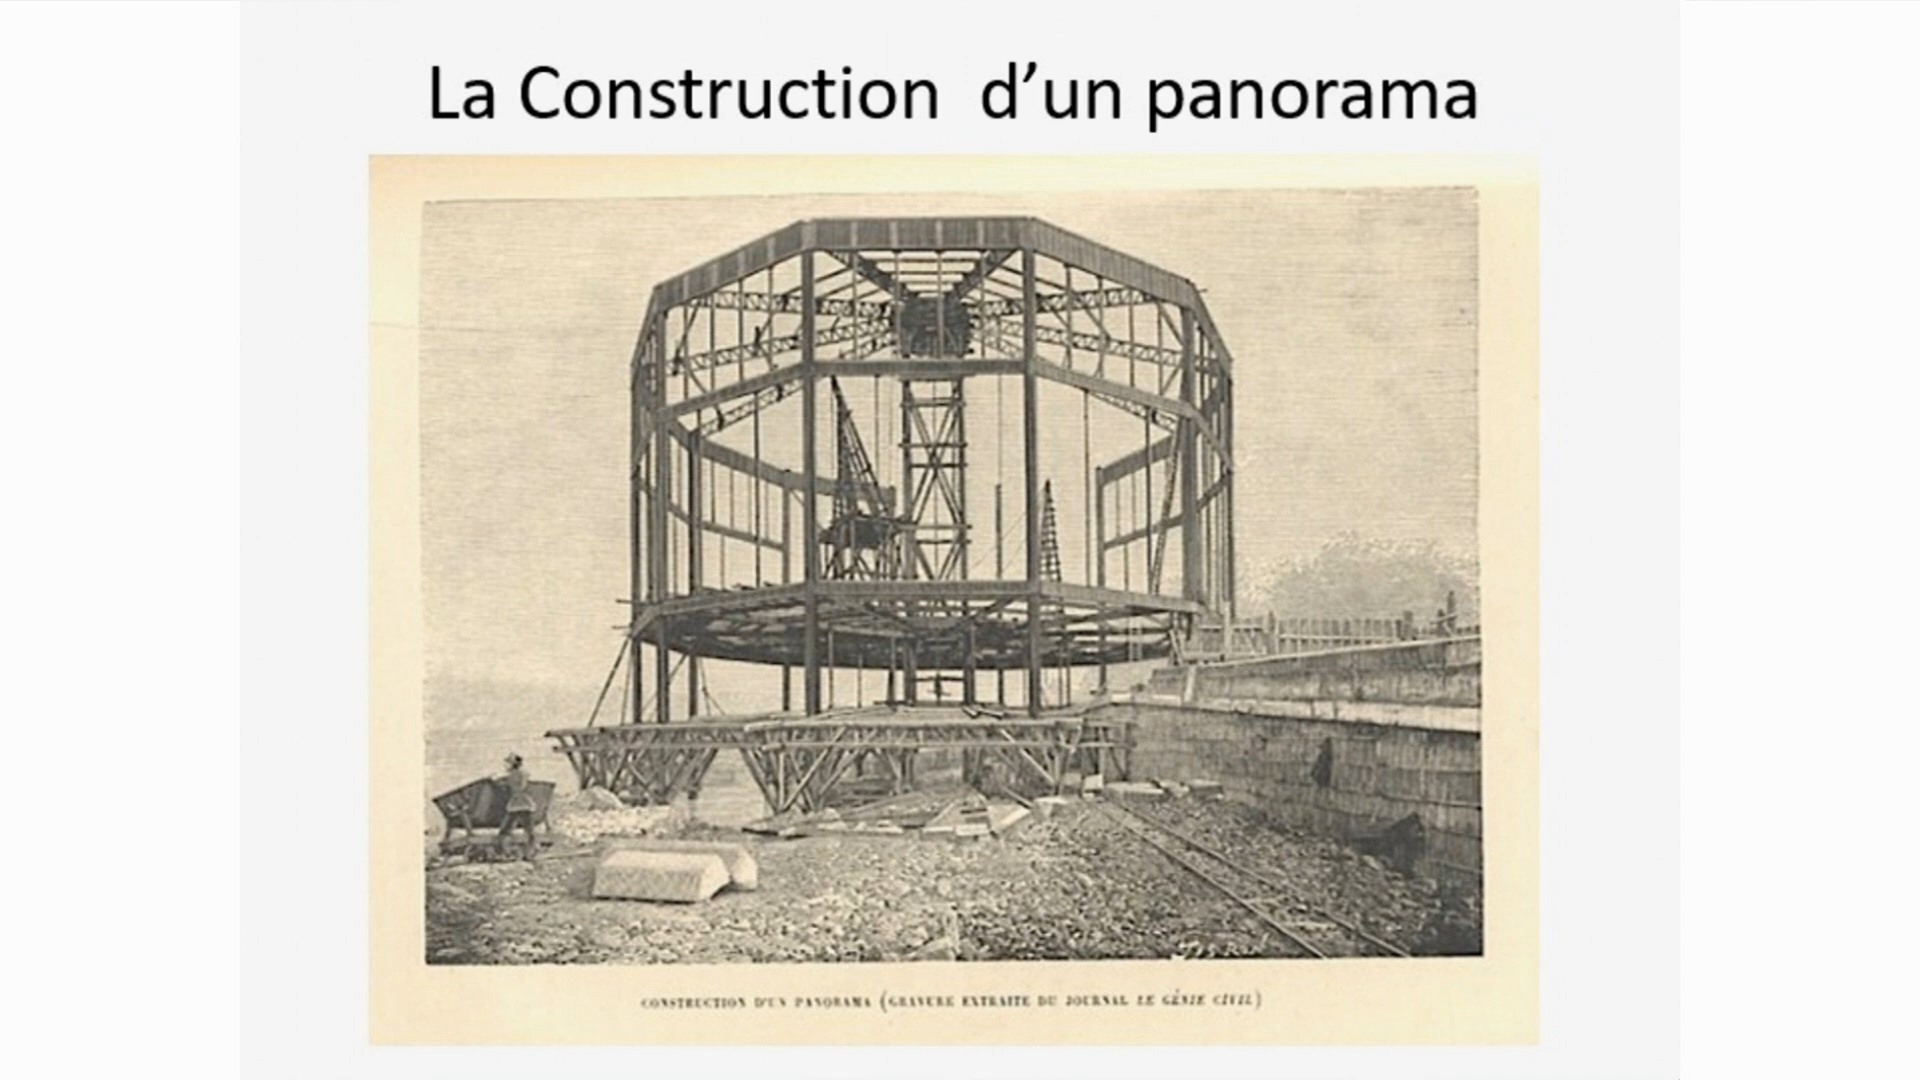 La Construction  d’un panorama
CONSTRUCTION D'UN PANORAMA (GRAVURE EXTRAITE DU JOURNAL LE GÉNIE CIVIL)